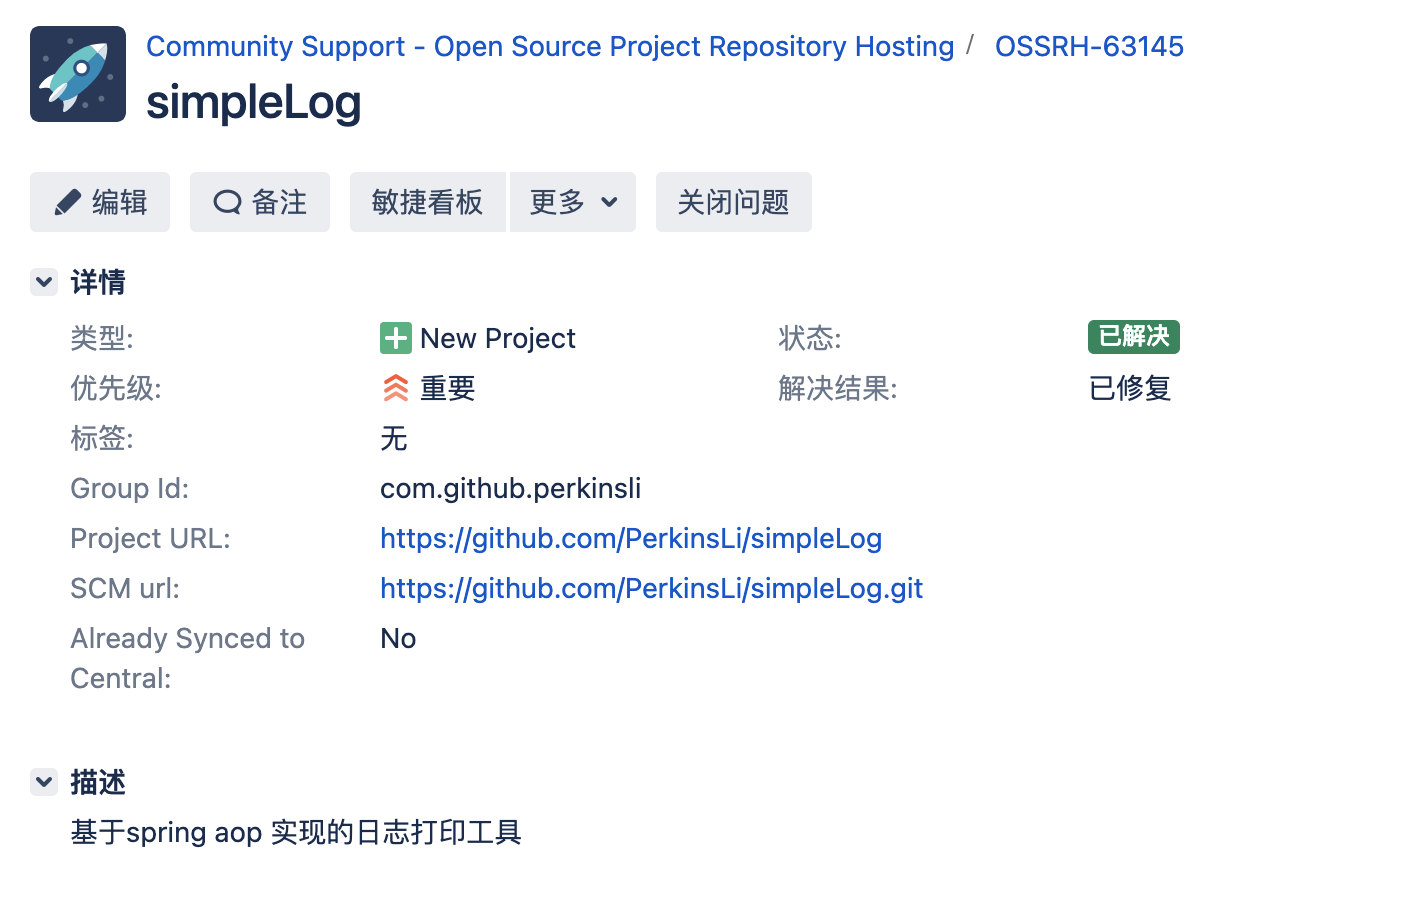 Community Support - Open Source Project Repository Hosting / OSSRH-63145
simpleLog
编辑 备注 敏捷看板 更多 关闭问题
详情
类型: New Project 状态: 已解决
优先级: 重要 解决结果: 已修复
标签: 无
Group Id: com.github.perkinsli
Project URL: https://github.com/PerkinsLi/simpleLog
SCM url: https://github.com/PerkinsLi/simpleLog.git
Already Synced to No
Central:
描述
基于spring aop 实现的日志打印工具